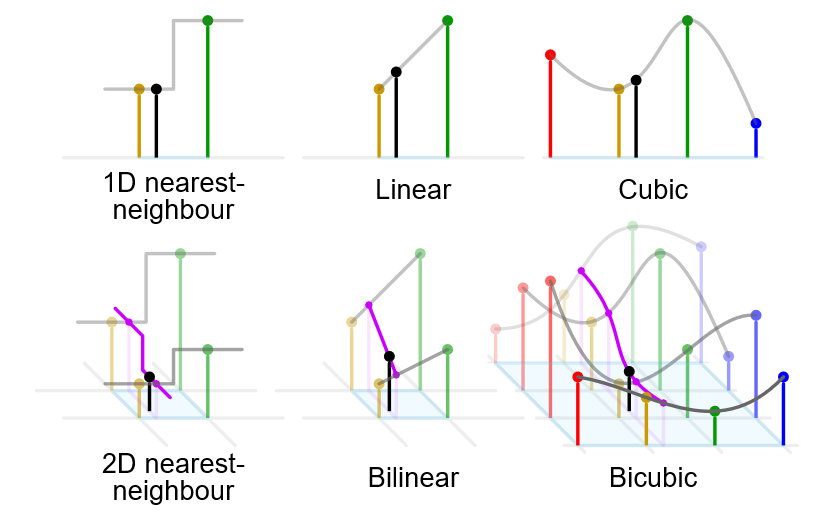 1D nearest-
neighbour
Linear
Cubic
2D nearest-
neighbour
Bilinear
Bicubic